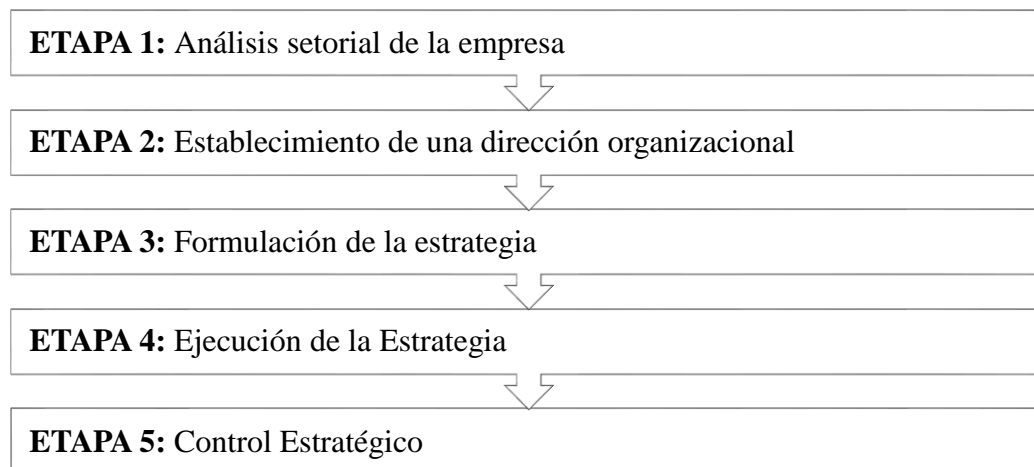 ETAPA 1: Análisis setorial de la empresa
ETAPA 2: Establecimiento de una dirección organizacional
ETAPA 3: Formulación de la estrategia
ETAPA 4: Ejecución de la Estrategia
ETAPA 5: Control Estratégico